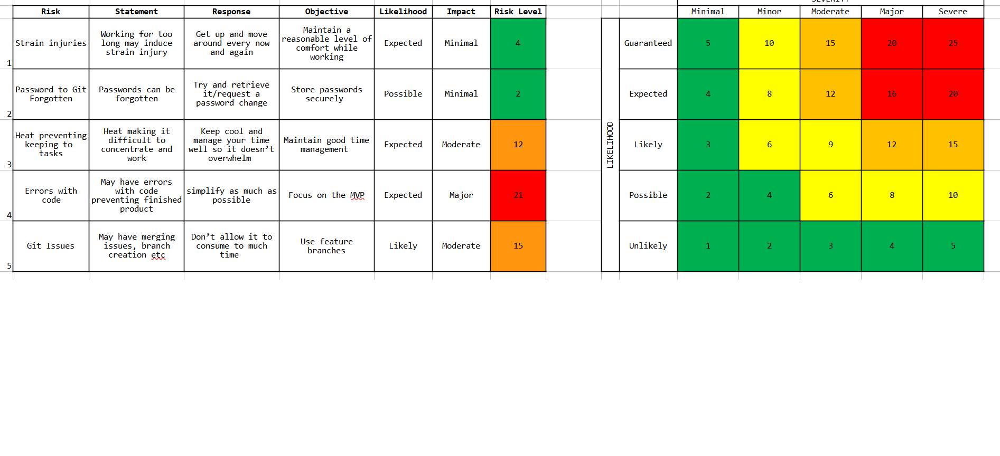 SEVERITY
Risk Statement Response Objective Likelihood Impact Risk Level
Strain injuries
Working for too
long may induce
strain injury
Get up and move
around every now
and again
Maintain a
reasonable level of
comfort while
working
Expected
Minimal
4
1
Password to Git
Forgotten
Passwords can be
forgotten
Try and retrieve
it/request a
password change
Store passwords
securely
Possible
Minimal
2
2
Heat preventing
keeping to
tasks
Heat making it
difficult to
concentrate and
work
Keep cool and
manage your time
well so it doesn’t
overwhelm
Maintain good time
management
Expected
Moderate
12
3
Errors with
code
May have errors
with code
preventing finished
product
simplify as much as
possible
Focus on the MVP
Expected
Major
21
4
Git Issues
May have merging
issues, branch
creation etc
Don’t allow it to
consume to much
time
Use feature
branches
Likely
Moderate
15
5
Minimal Minor Moderate Major Severe
LIKELIHOOD
Guaranteed 5 10 15 20 25
Expected 4 8 12 16 20
Likely 3 6 9 12 15
Possible 2 4 6 8 10
Unlikely 1 2 3 4 5